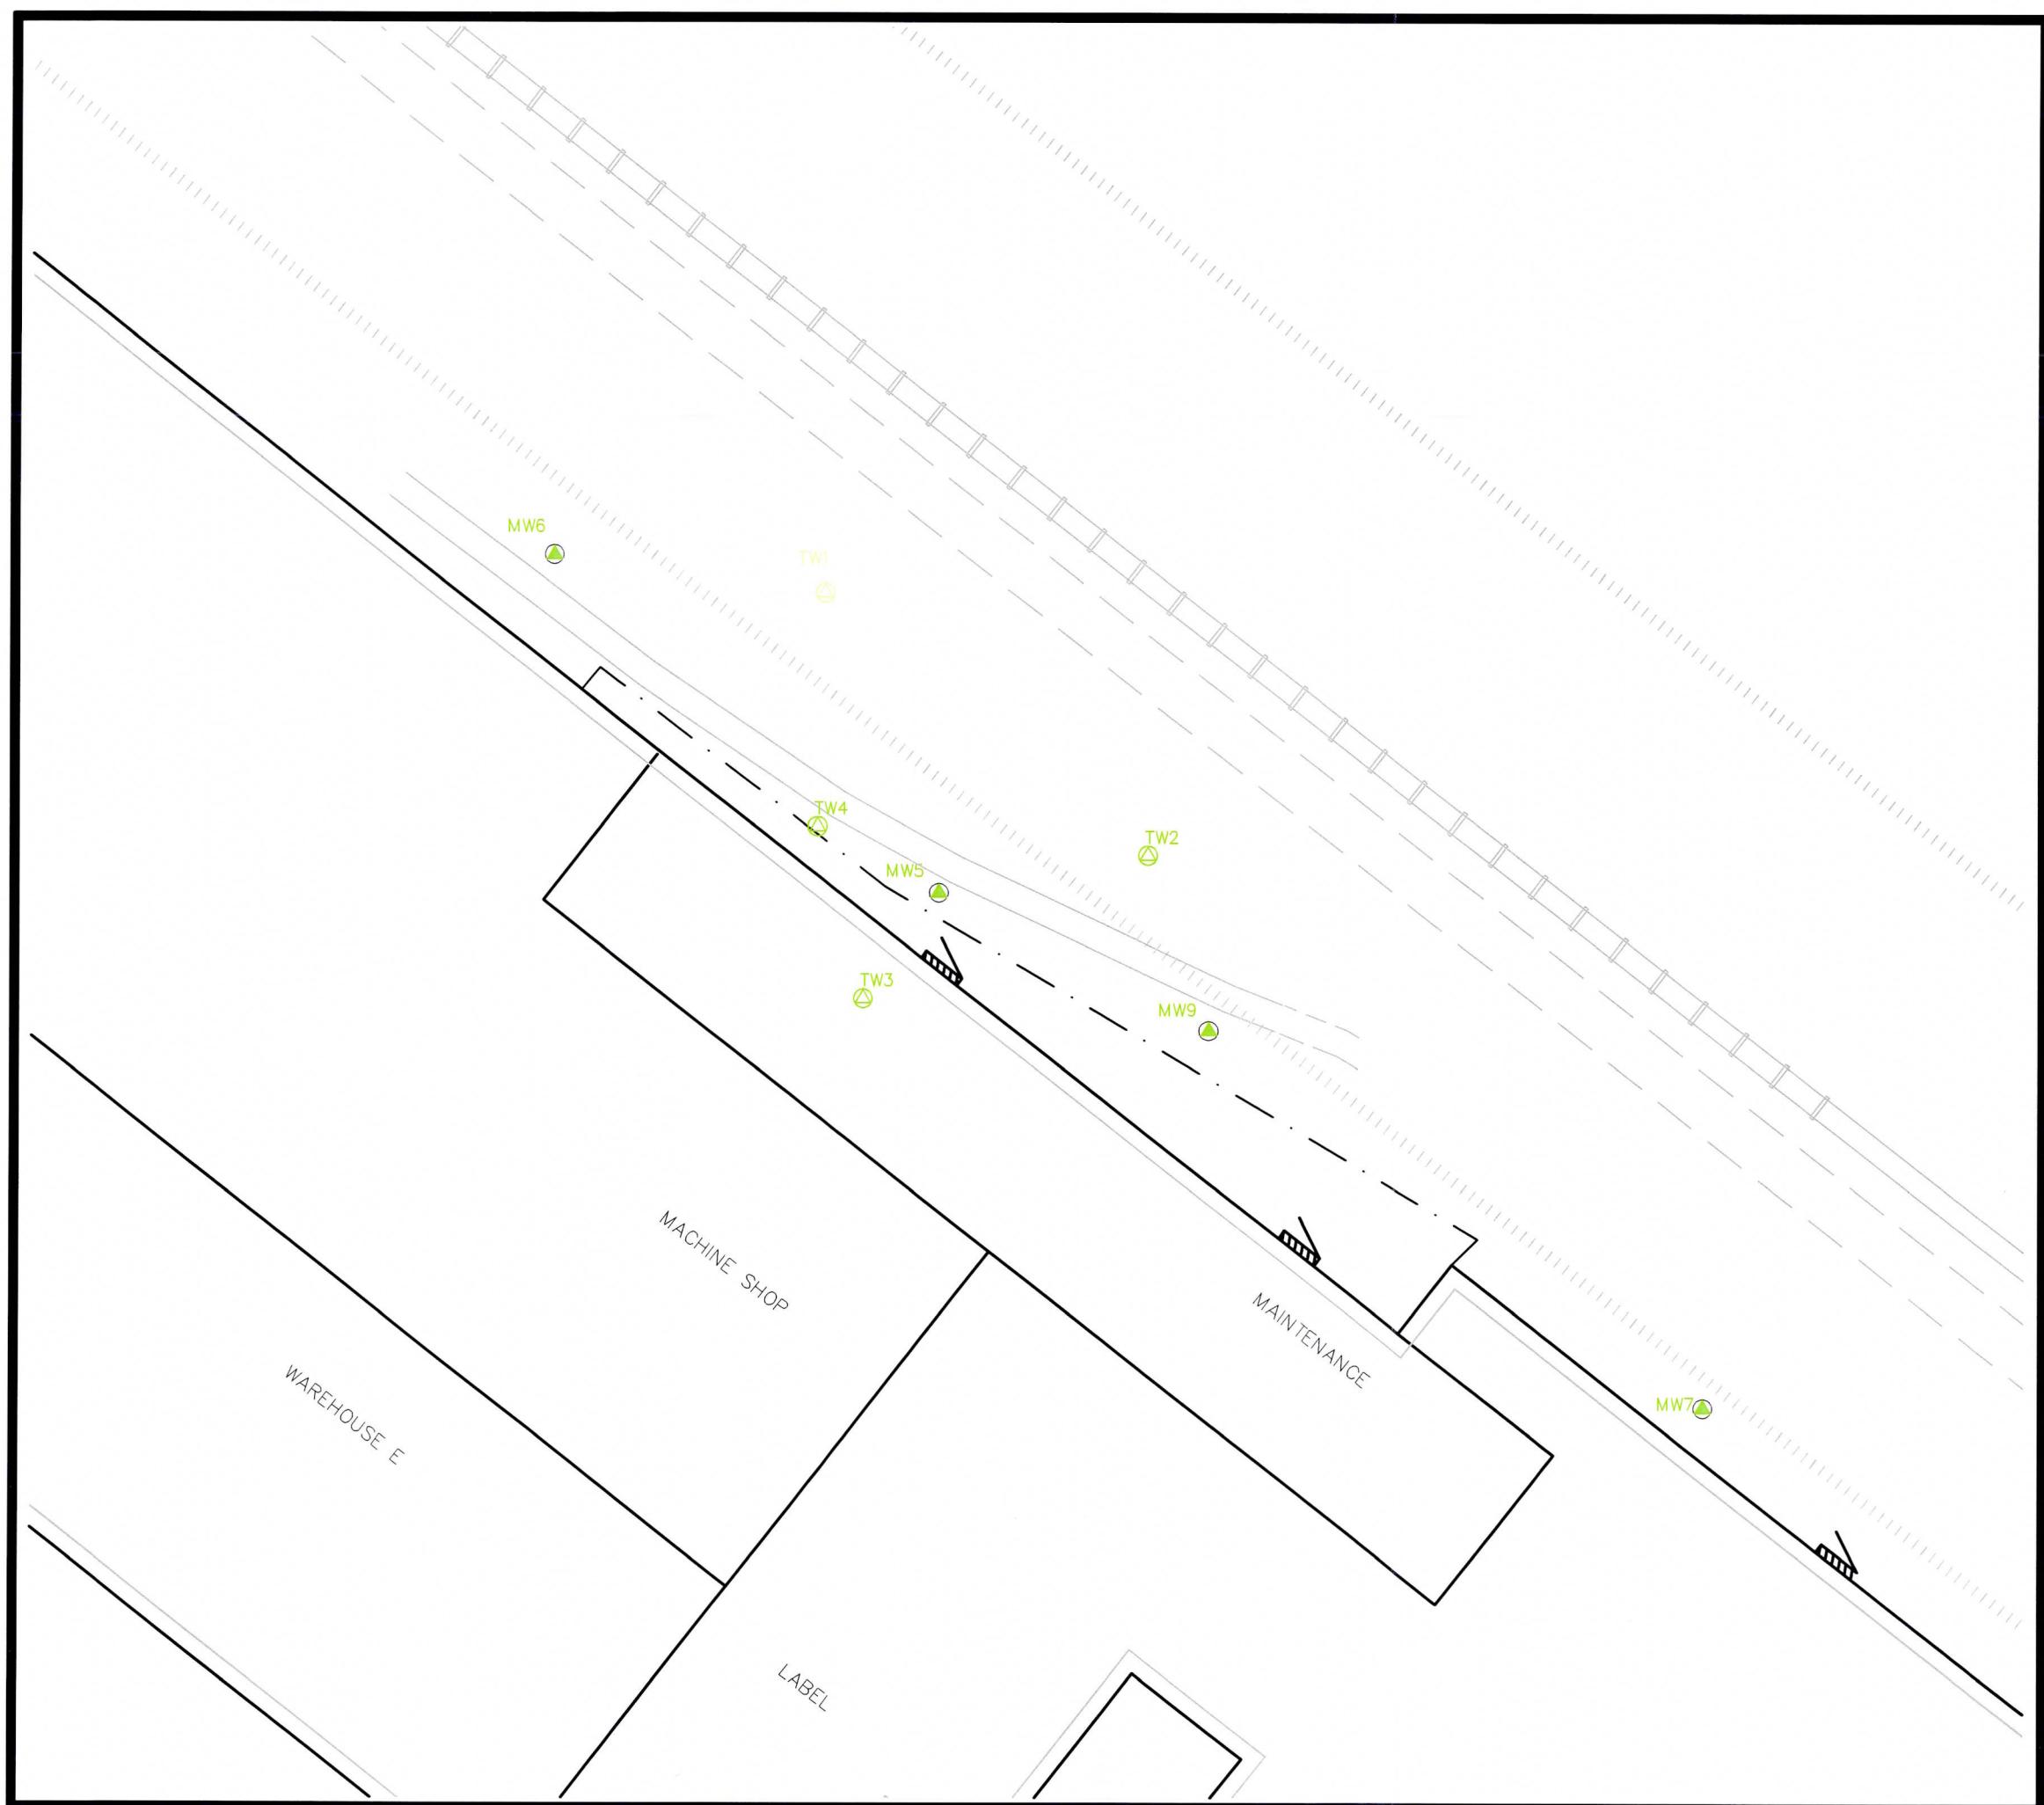 MW6
TW1
TW4
TW2
MW5
TW3
MW9
MACHINE SHOP
MAINTENANCE
WAREHOUSE E
MW7
LABEL